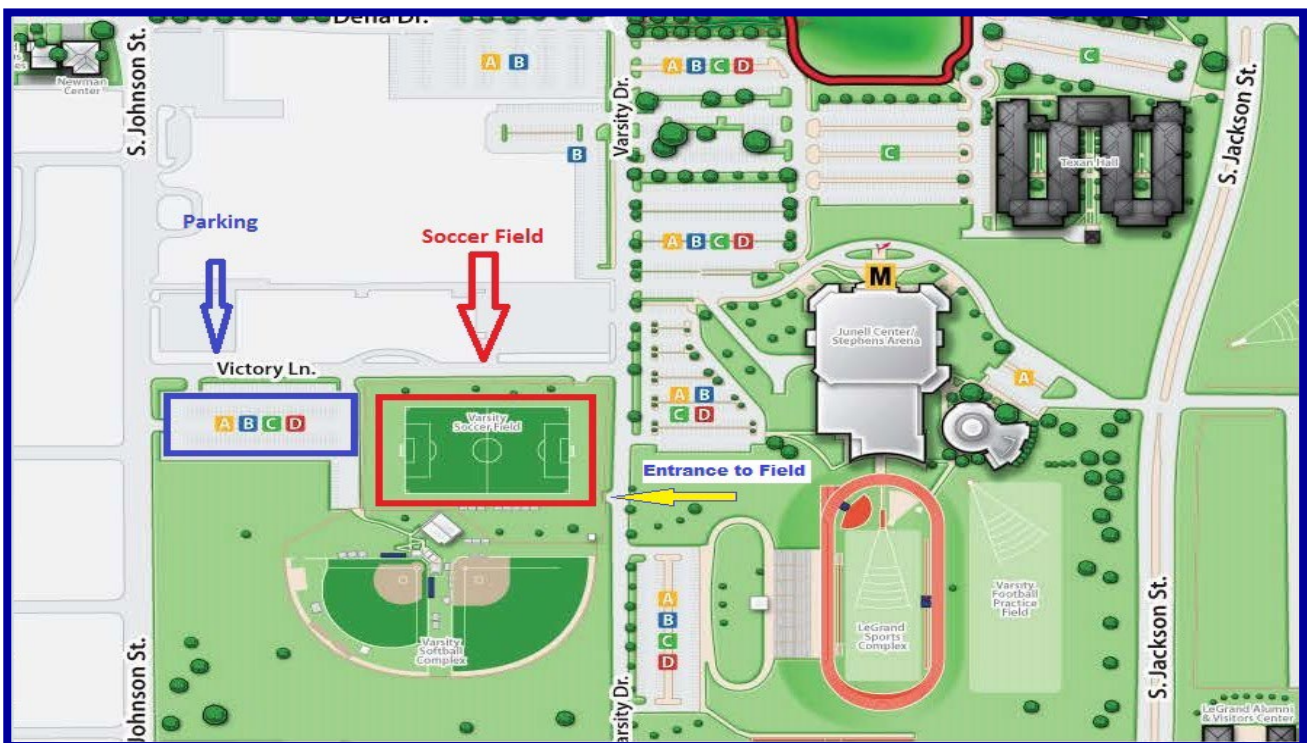 Dena Dr.
S. Johnson St.
Newman
Center
A B
Varsity Dr.
A B C D
C
B
C
Texan Hall
S. Jackson St.
Parking
Soccer Field
A B C D
M
Junell Center/
Stephens Arena
Victory Ln.
A
A B
C D
A B C D
Varsity
Soccer Field
Entrance to Field
A
B
C
D
Varsity
Football
Practice
Field
LeGrand
Sports
Complex
Varsity
Softball
Complex
Johnson St.
arsity Dr.
S. Jackson St.
LeGrand Alumni
& Visitors Center